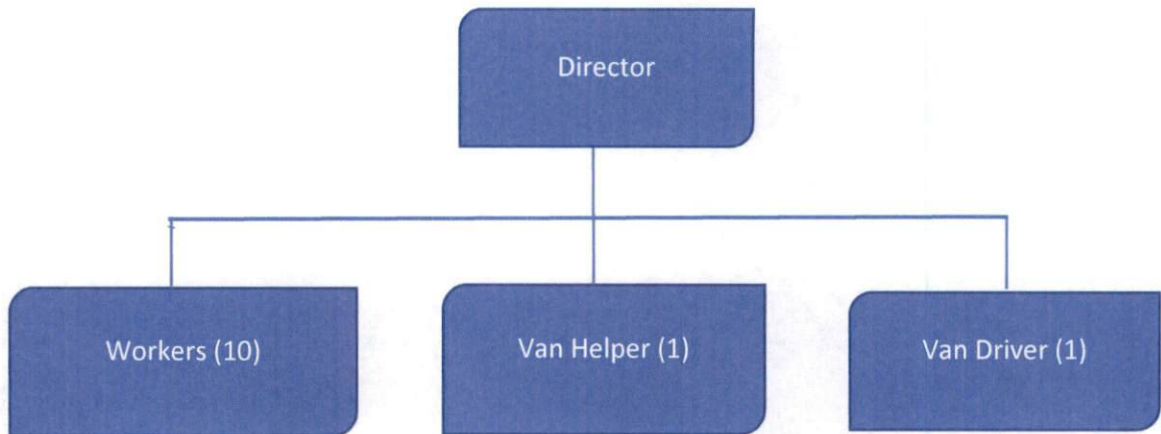 Director
Workers (10)
Van Helper (1)
Van Driver (1)